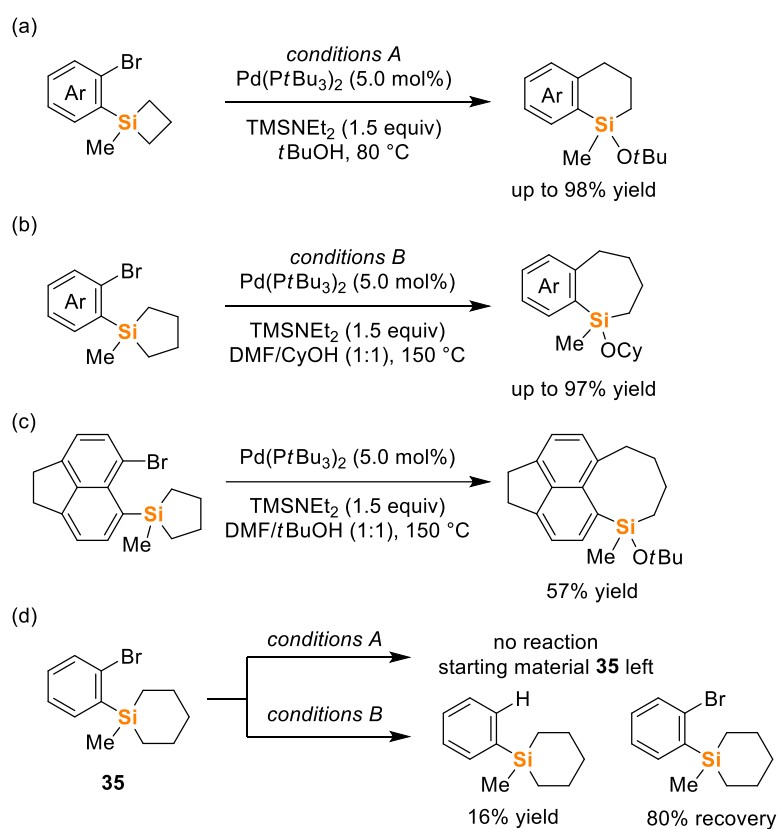 (a)
Br
Ar
Si
Me
conditions A
Pd(PtBu3)2 (5.0 mol%)
TMSNEt2 (1.5 equiv)
tBuOH, 80 °C
Ar
Si
Me
OtBu
up to 98% yield
(b)
Br
Ar
Si
Me
conditions B
Pd(PtBu3)2 (5.0 mol%)
TMSNEt2 (1.5 equiv)
DMF/CyOH (1:1), 150 °C
Ar
Si
Me
OCy
up to 97% yield
(c)
Br
Si
Me
Pd(PtBu3)2 (5.0 mol%)
TMSNEt2 (1.5 equiv)
DMF/tBuOH (1:1), 150 °C
Si
Me
OtBu
57% yield
(d)
Br
Si
Me
35
conditions A
no reaction
starting material 35 left
conditions B
H
Si
Me
16% yield
Br
Si
Me
80% recovery